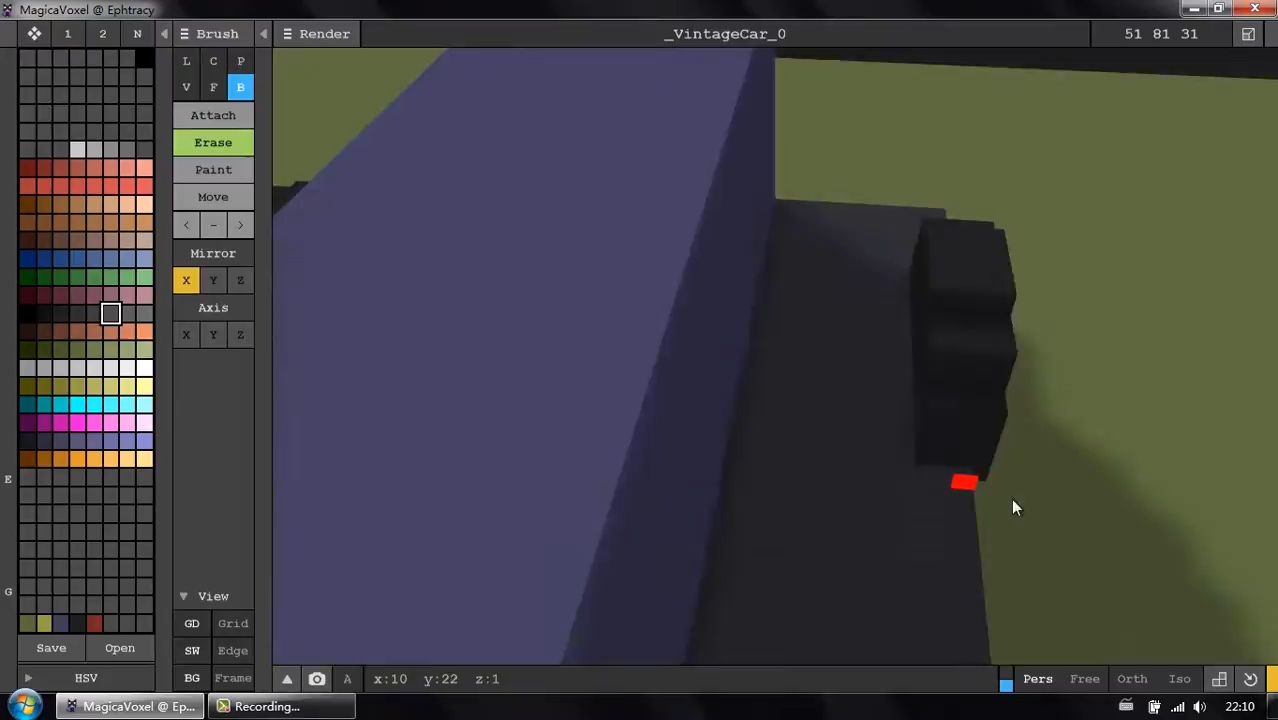 MagicaVoxel @ Ephtracy
1 2 N Brush Render _VintageCar_0 51 81 31
L C P
V F B
Attach
Erase
Paint
Move
< - >
Mirror
X Y Z
Axis
X Y Z
E
G
View
GD Grid
SW Edge
BG Frame
Save Open
HSV
A x:10 y:22 z:1 Pers Free Orth Iso
MagicaVoxel @ Ep... Recording... 22:10